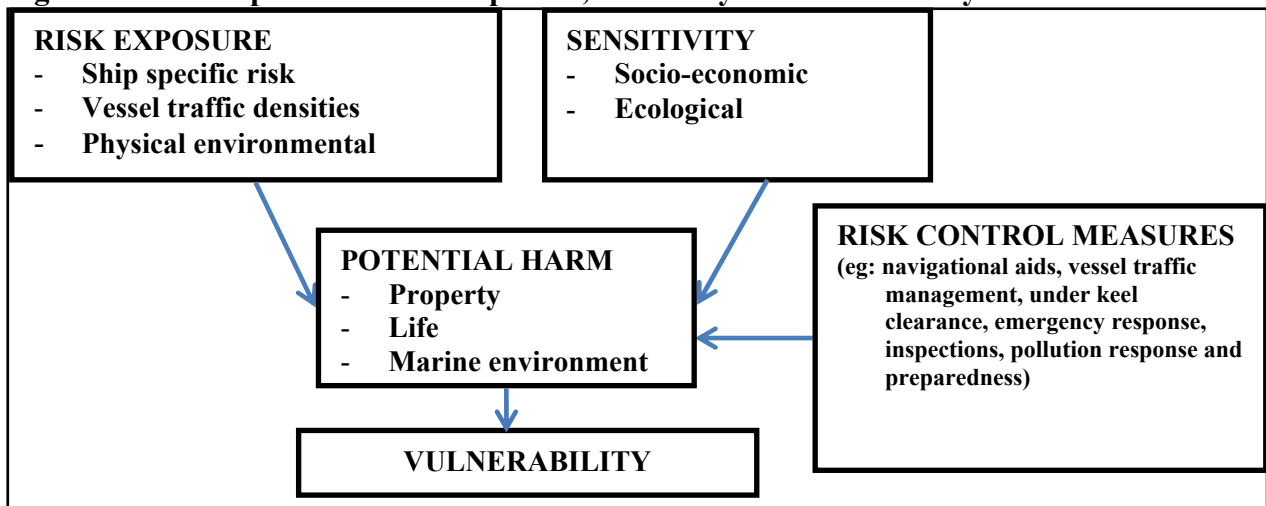 RISK EXPOSURE
- Ship specific risk
- Vessel traffic densities
- Physical environmental
SENSITIVITY
- Socio-economic
- Ecological
POTENTIAL HARM
- Property
- Life
- Marine environment
RISK CONTROL MEASURES
(eg: navigational aids, vessel traffic
management, under keel
clearance, emergency response,
inspections, pollution response and
preparedness)
VULNERABILITY